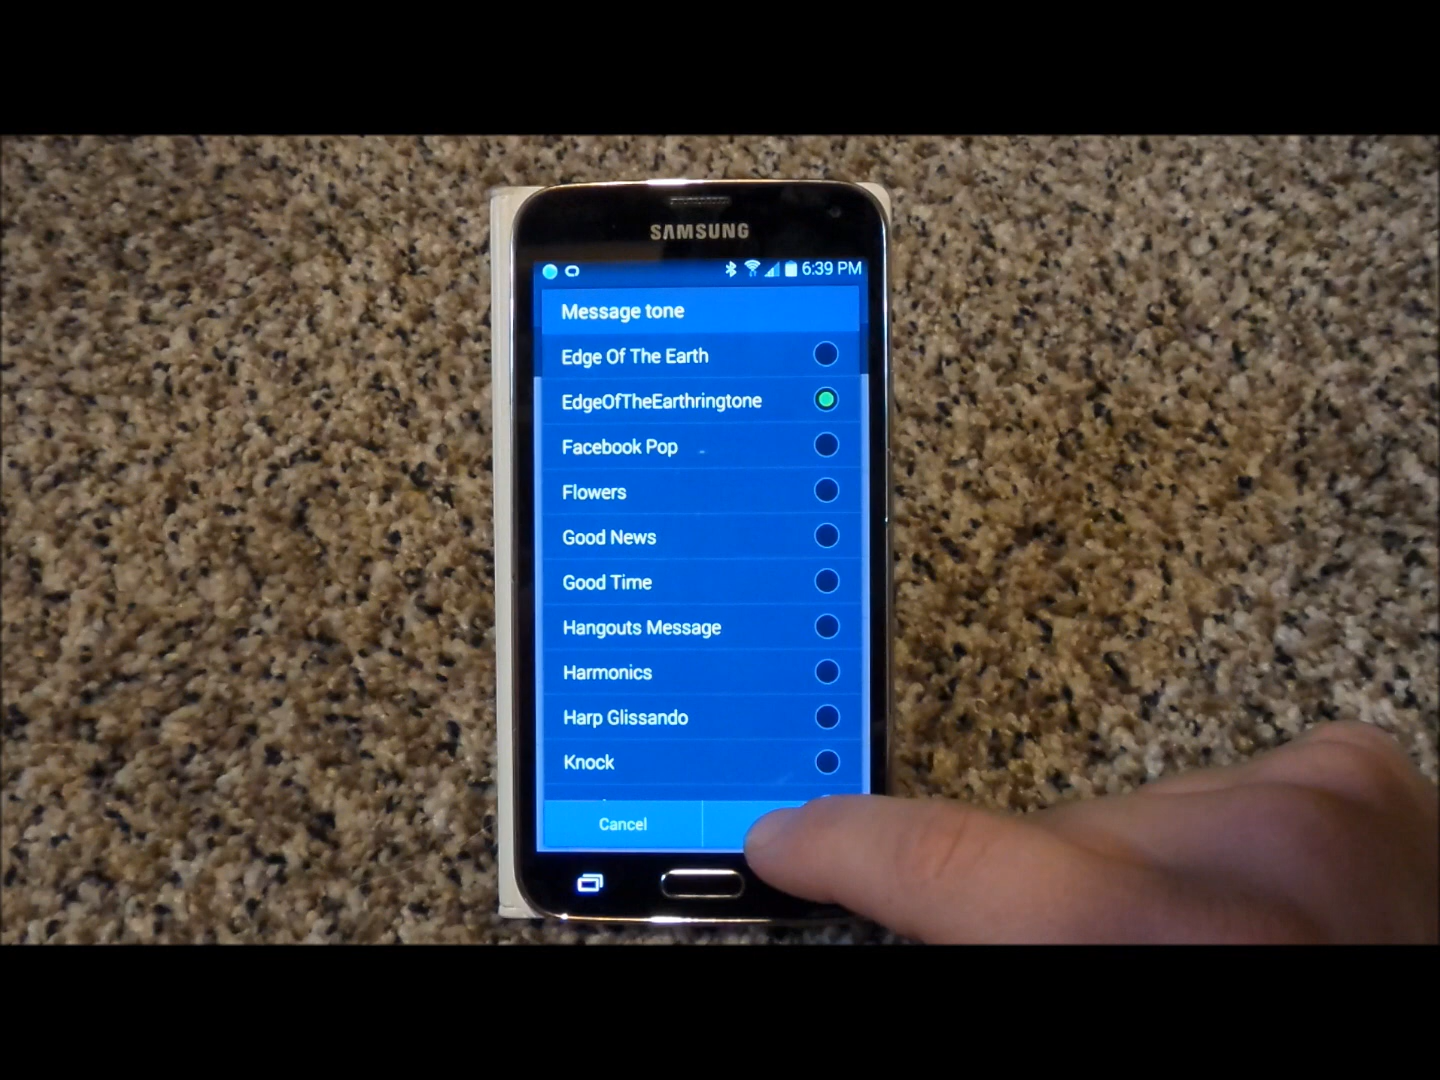 SAMSUNG
6:39 PM
Message tone
Edge Of The Earth
EdgeOfTheEarthringtone
Facebook Pop
Flowers
Good News
Good Time
Hangouts Message
Harmonics
Harp Glissando
Knock
Cancel